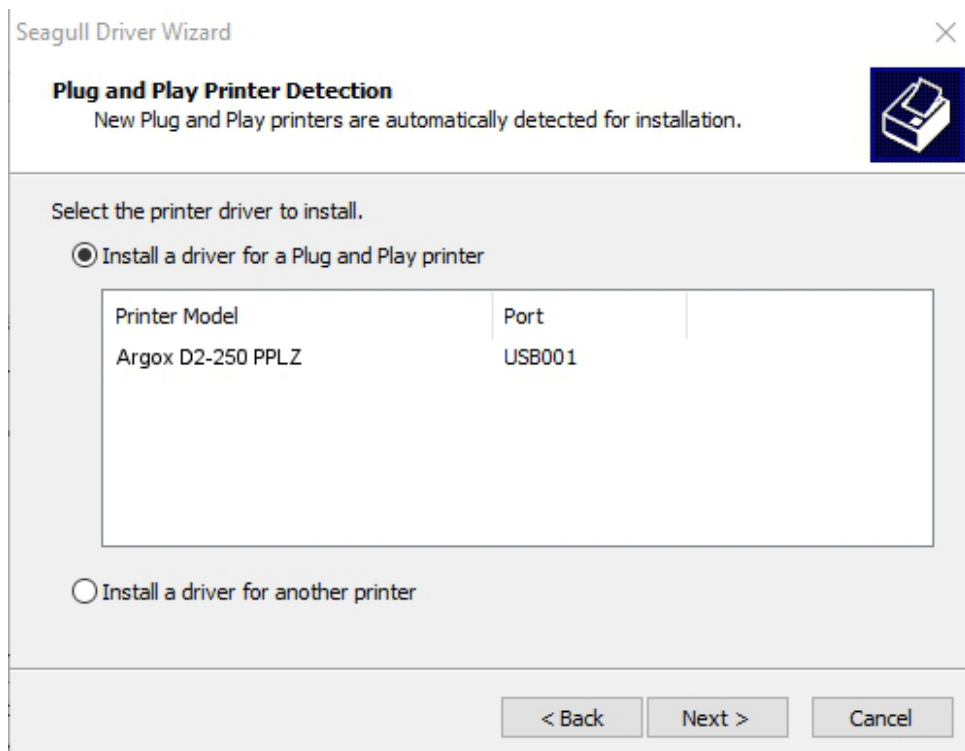 Seagull Driver Wizard
Plug and Play Printer Detection
New Plug and Play printers are automatically detected for installation.
Select the printer driver to install.
Install a driver for a Plug and Play printer
Printer Model Port
Argox D2-250 PPLZ USB001
Install a driver for another printer
< Back Next > Cancel